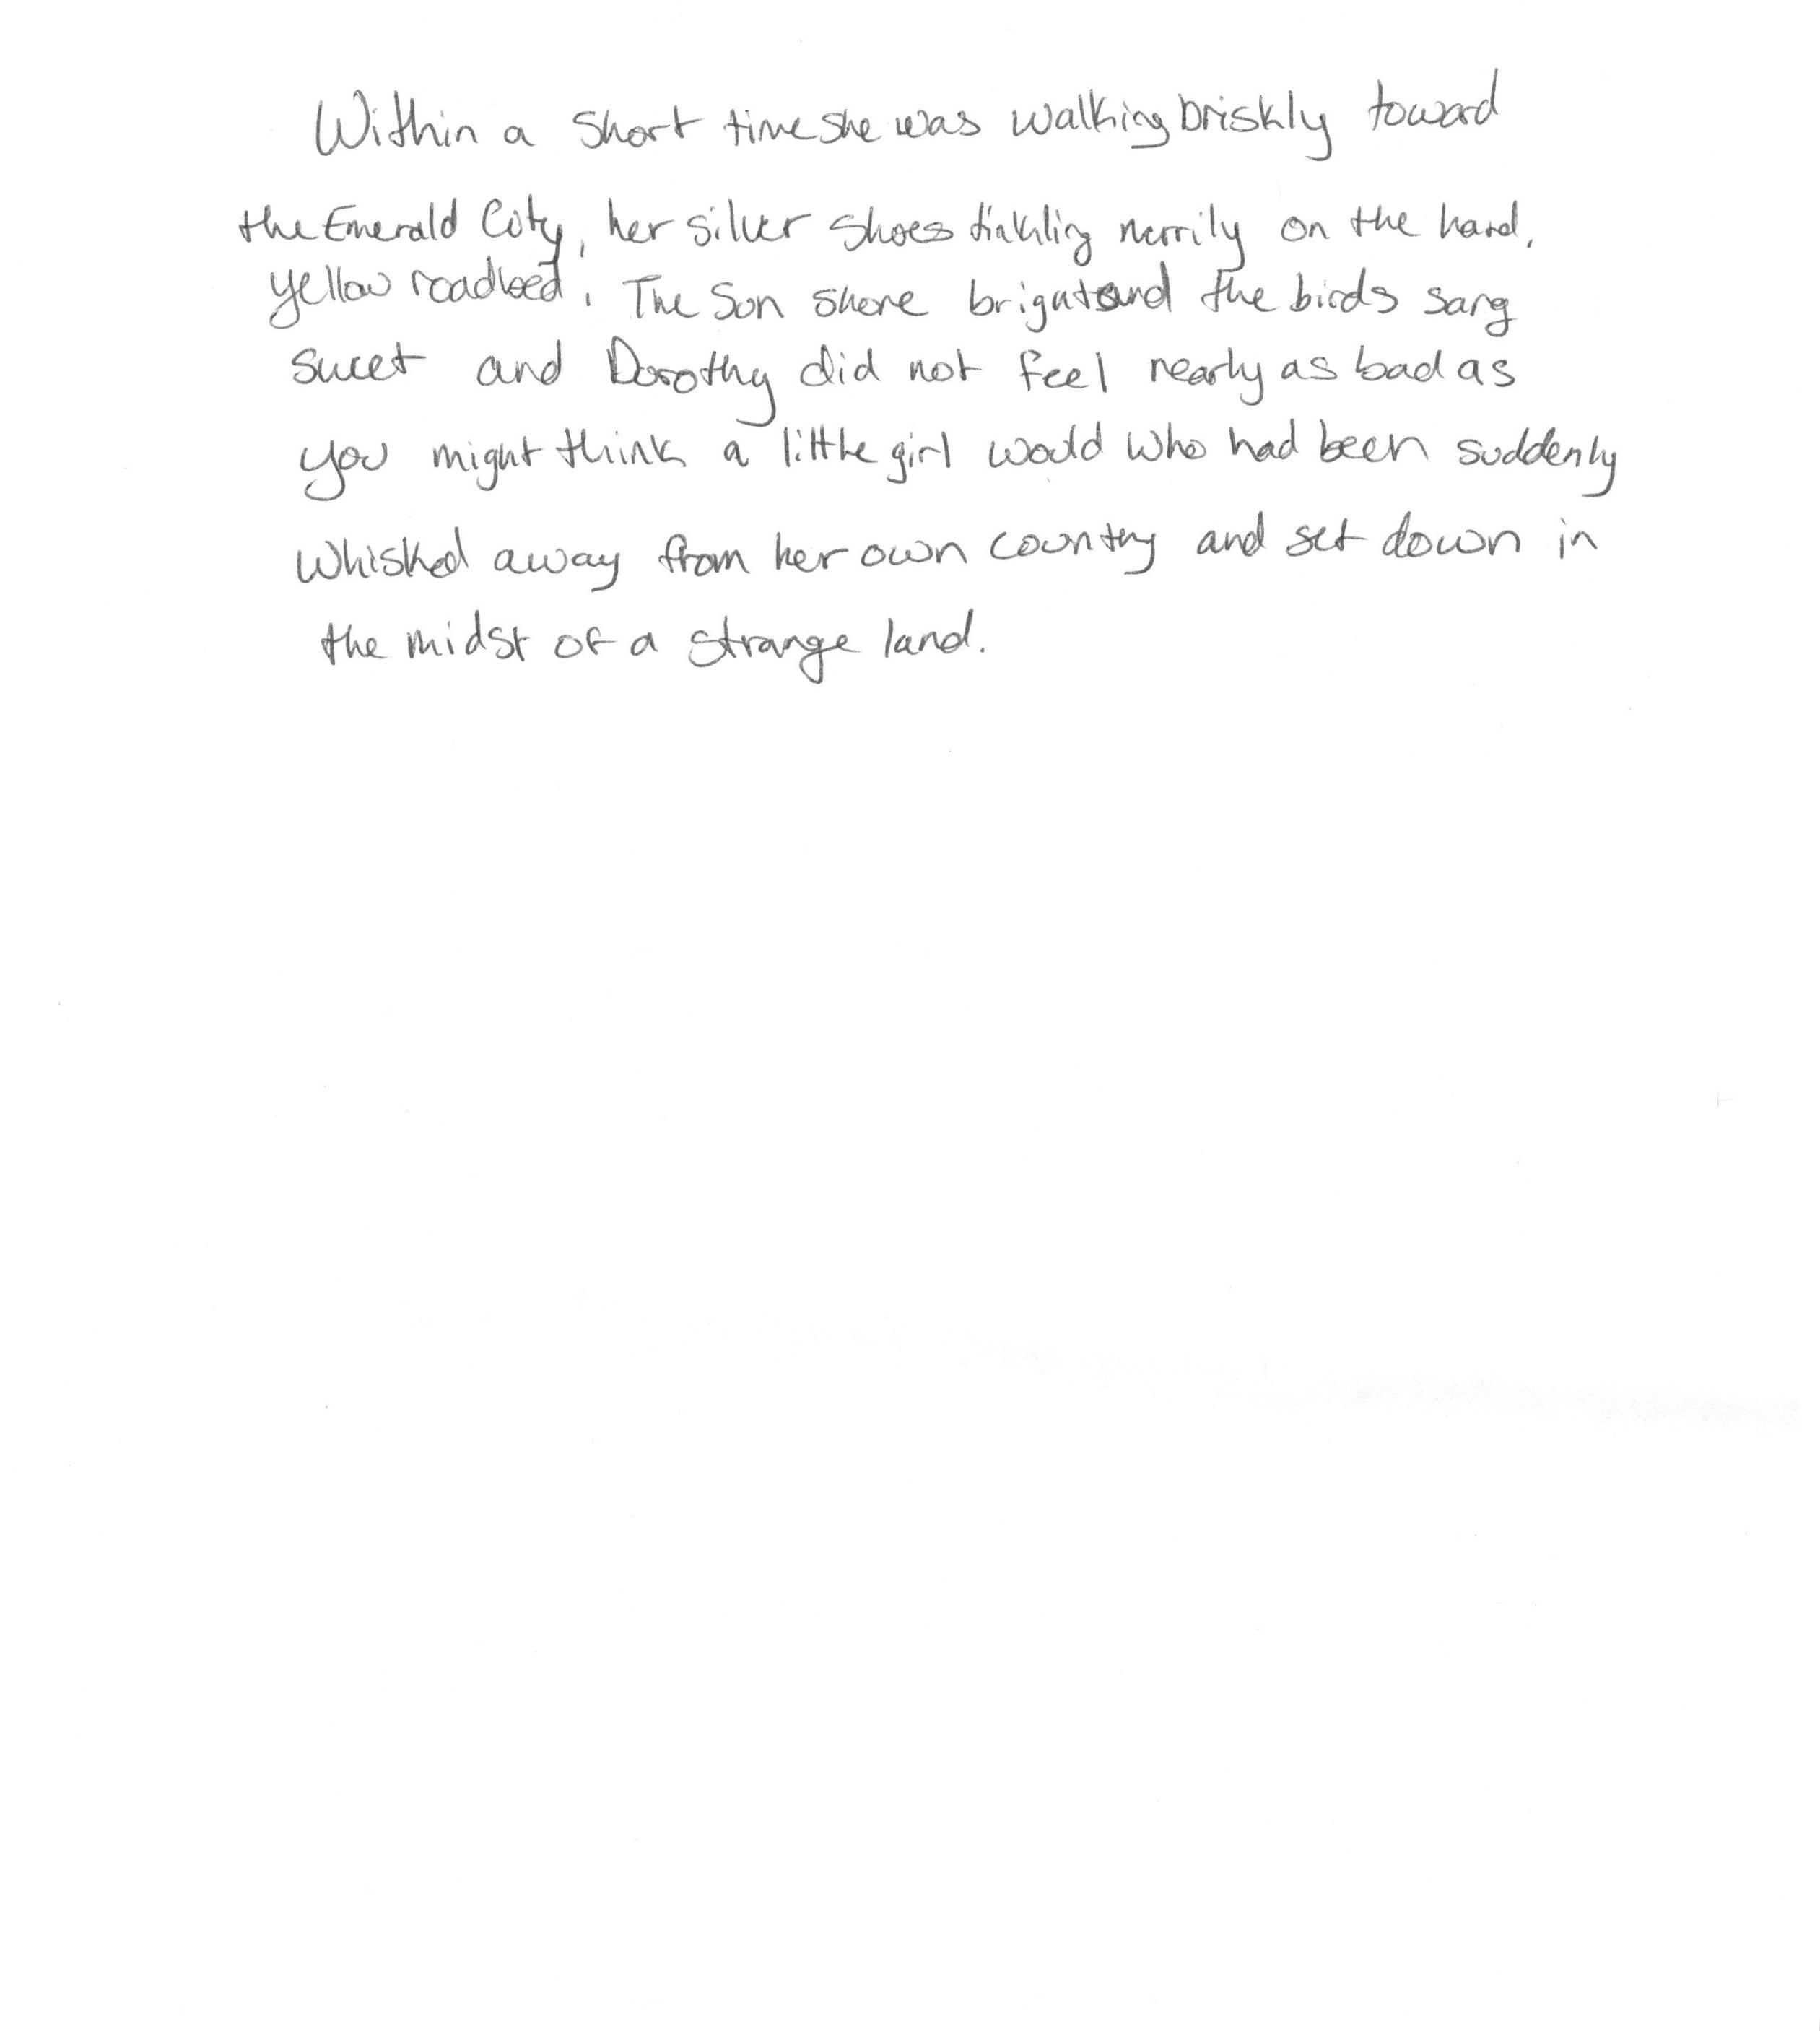 Within a short time she was walking briskly toward
the Emerald City, her silver shoes tinkling merrily on the hard,
yellow roadbed. The sun shone bright and the birds sang
sweet and Dorothy did not feel nearly as bad as
you might think a little girl would who had been suddenly
whisked away from her own country and set down in
the midst of a strange land.